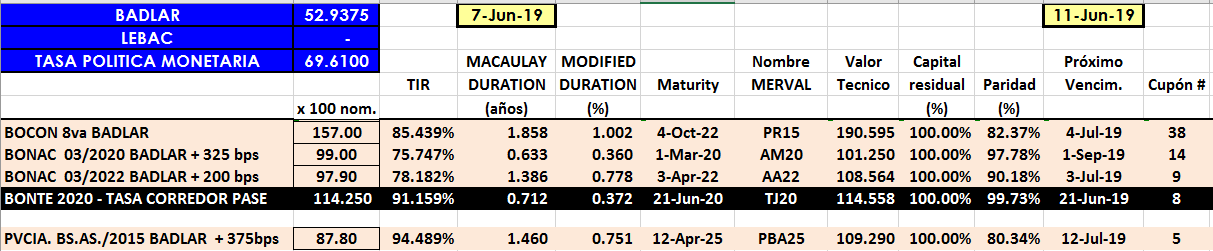 BADLAR 52.9375 7-Jun-19 11-Jun-19
LEBAC -
TASA POLITICA MONETARIA 69.6100 MACAULAY MODIFIED Nombre Valor Capital Próximo
TIR DURATION DURATION Maturity MERVAL Tecnico residual Paridad Vencim. Cupón #
x 100 nom. (años) (%) (%) (%)
BOCON 8va BADLAR 157.00 85.439% 1.858 1.002 4-Oct-22 PR15 190.595 100.00% 82.37% 4-Jul-19 38
BONAC 03/2020 BADLAR + 325 bps 99.00 75.747% 0.633 0.360 1-Mar-20 AM20 101.250 100.00% 97.78% 1-Sep-19 14
BONAC 03/2022 BADLAR + 200 bps 97.90 78.182% 1.386 0.778 3-Apr-22 AA22 108.564 100.00% 90.18% 3-Jul-19 9
BONTE 2020 - TASA CORREDOR PASE 114.250 91.159% 0.712 0.372 21-Jun-20 TJ20 114.558 100.00% 99.73% 21-Jun-19 8
PVCIA. BS.AS./2015 BADLAR + 375bps 87.80 94.489% 1.460 0.751 12-Apr-25 PBA25 109.290 100.00% 80.34% 12-Jul-19 5